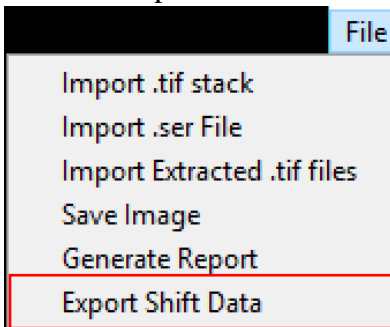 File
Import .tif stack
Import .ser File
Import Extracted .tif files
Save Image
Generate Report
Export Shift Data